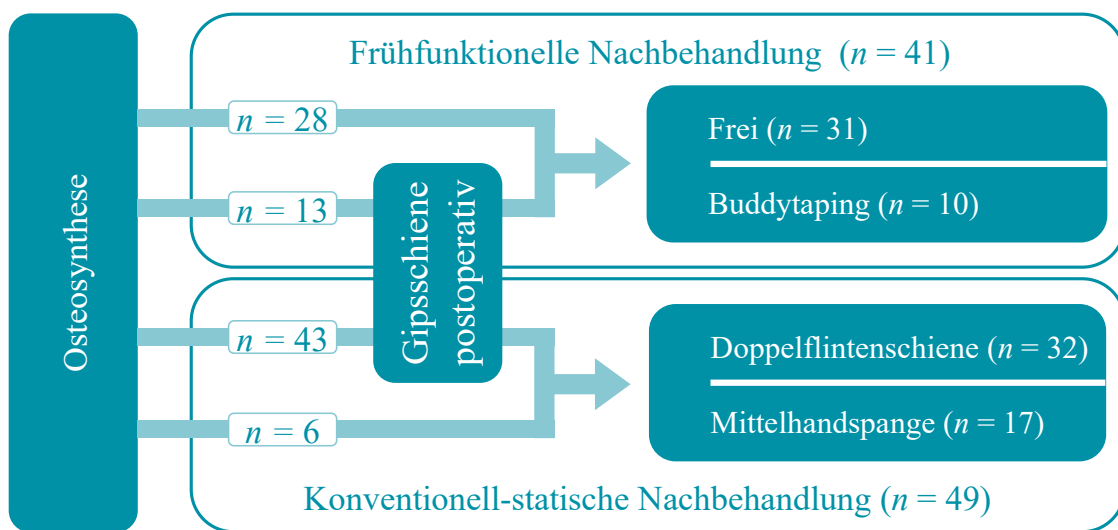 Osteosynthese
Frühfunktionelle Nachbehandlung (n = 41)
n = 28
n = 13
Gipsschiene
postoperativ
Frei (n = 31)
Buddytaping (n = 10)
n = 43
n = 6
Doppelflintenschiene (n = 32)
Mittelhandspange (n = 17)
Konventionell-statische Nachbehandlung (n = 49)